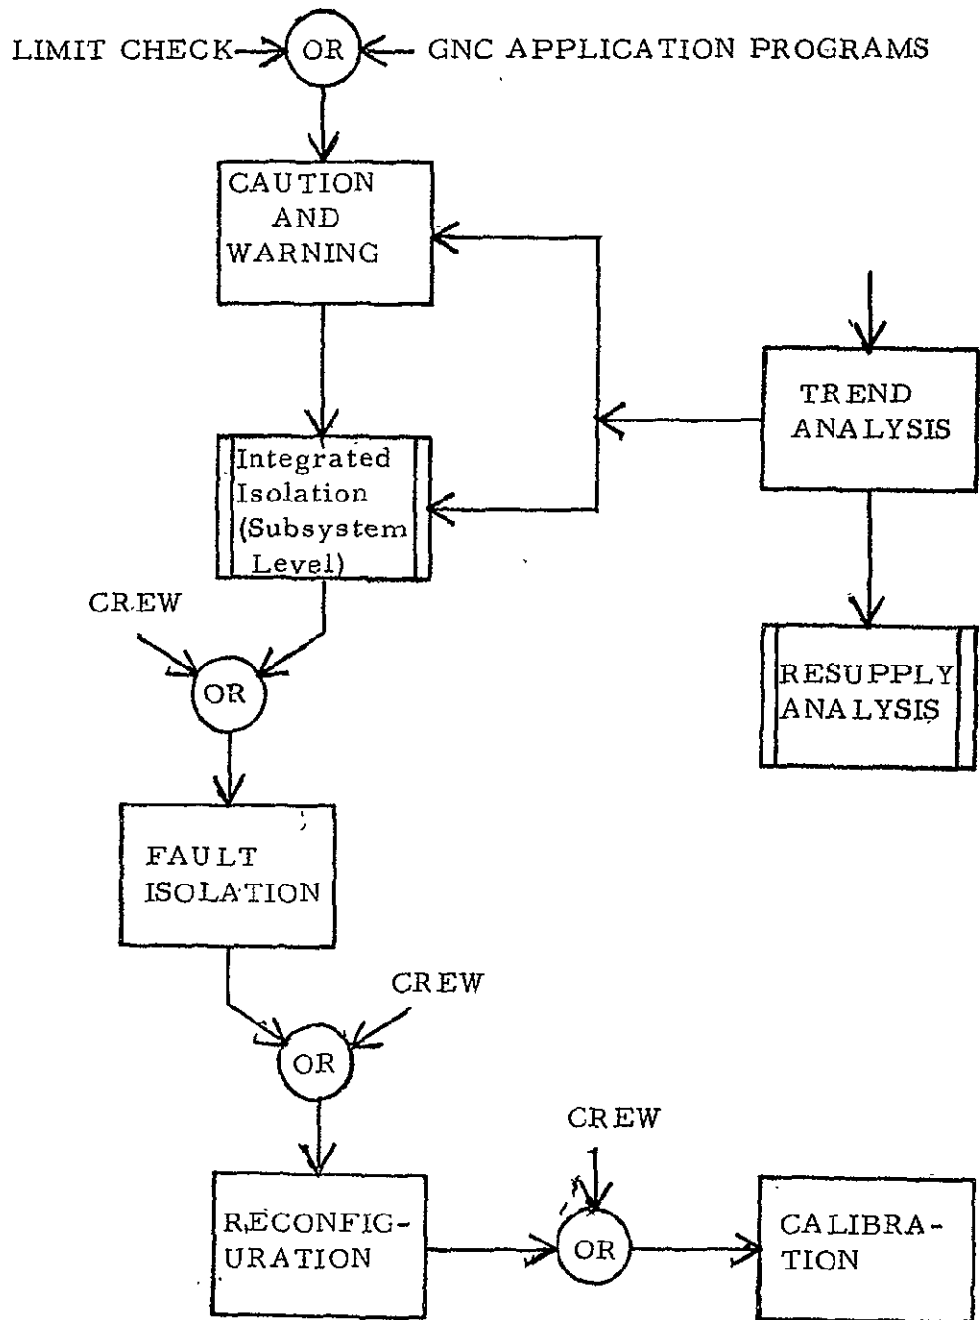 LIMIT CHECK OR GNC APPLICATION PROGRAMS
CAUTION
AND
WARNING
TREND
ANALYSIS
Integrated
Isolation
(Subsystem
Level)
CREW
OR
RESUPPLY
ANALYSIS
FAULT
ISOLATION
CREW
OR
CREW
RECONFIG-
URATION
OR
CALIBRA-
TION